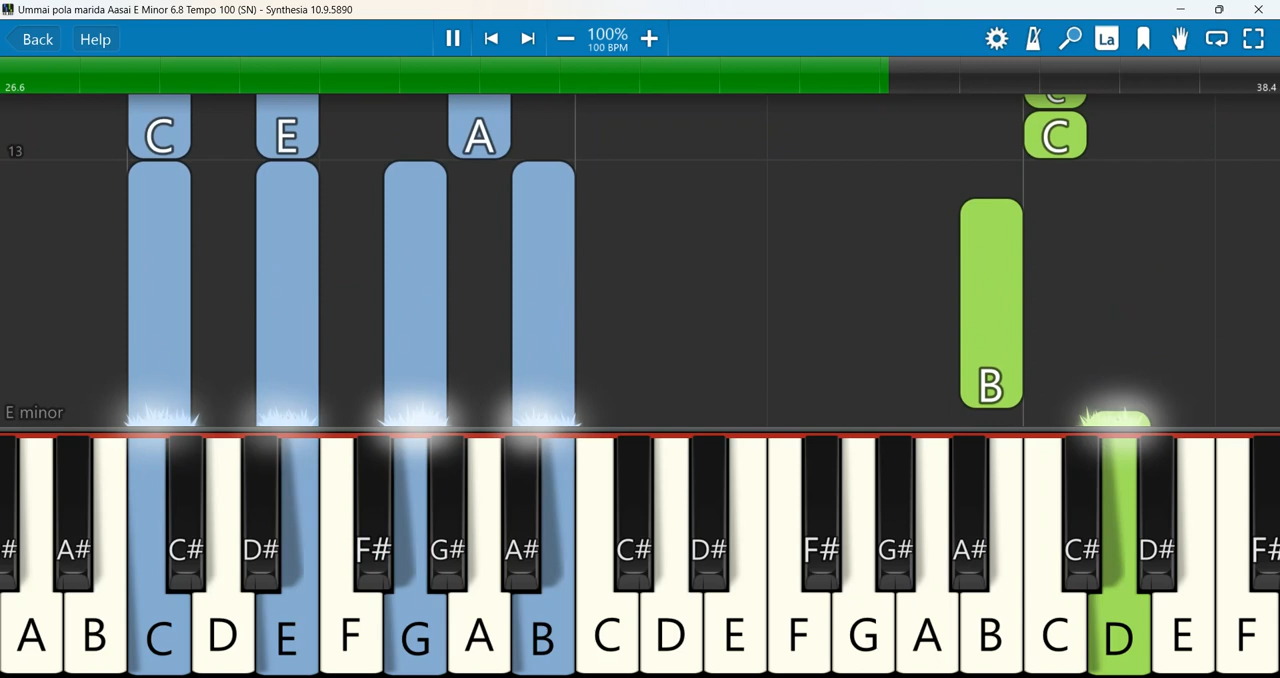 Ummai pola marida Aasai E Minor 6.8 Tempo 100 (SN) - Synthesia 10.9.5890
Back Help 100% La
100 BPM
26.6 38.4
C
C E A C
13
B
E minor
# A# C# D# F# G# A# C# D# F# G# A# C# D# F#
A B C D E F G A B C D E F G A B C D E F